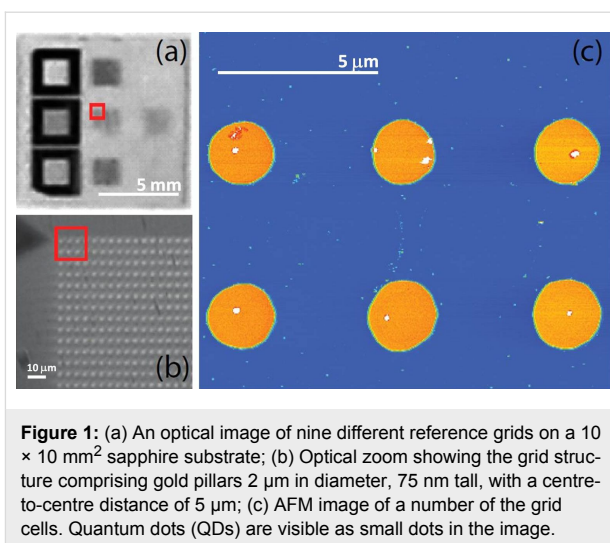 (a)
5 mm
(b)
10 µm
(c)
5 µm
Figure 1: (a) An optical image of nine different reference grids on a 10
× 10 mm² sapphire substrate; (b) Optical zoom showing the grid struc-
ture comprising gold pillars 2 µm in diameter, 75 nm tall, with a centre-
to-centre distance of 5 µm; (c) AFM image of a number of the grid
cells. Quantum dots (QDs) are visible as small dots in the image.